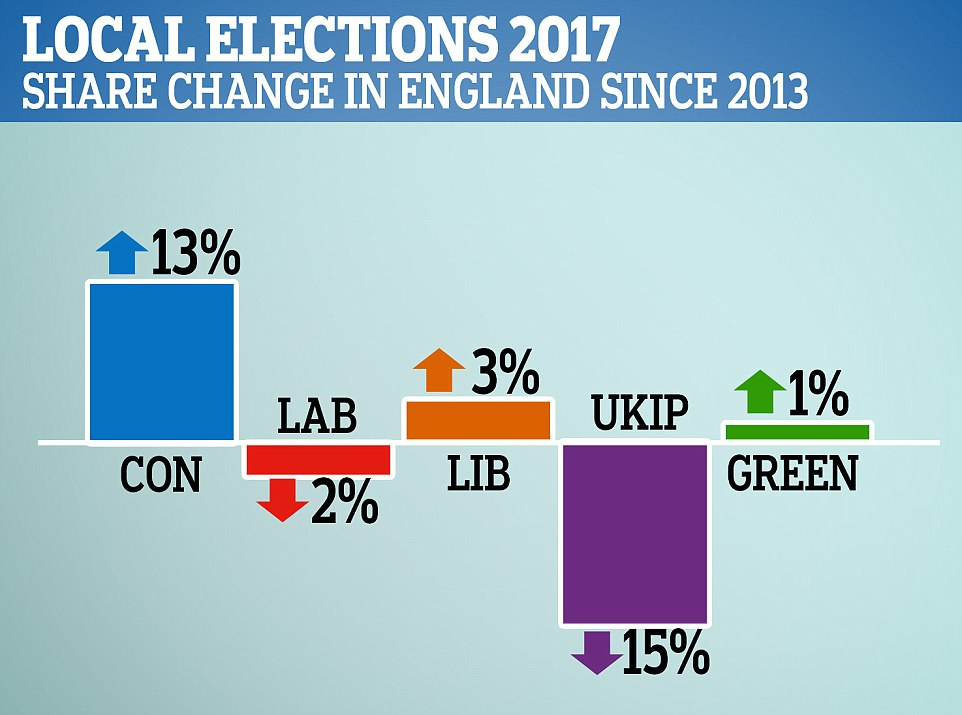 LOCAL ELECTIONS 2017
SHARE CHANGE IN ENGLAND SINCE 2013
13%
CON
LAB
2%
3%
LIB
UKIP
15%
1%
GREEN